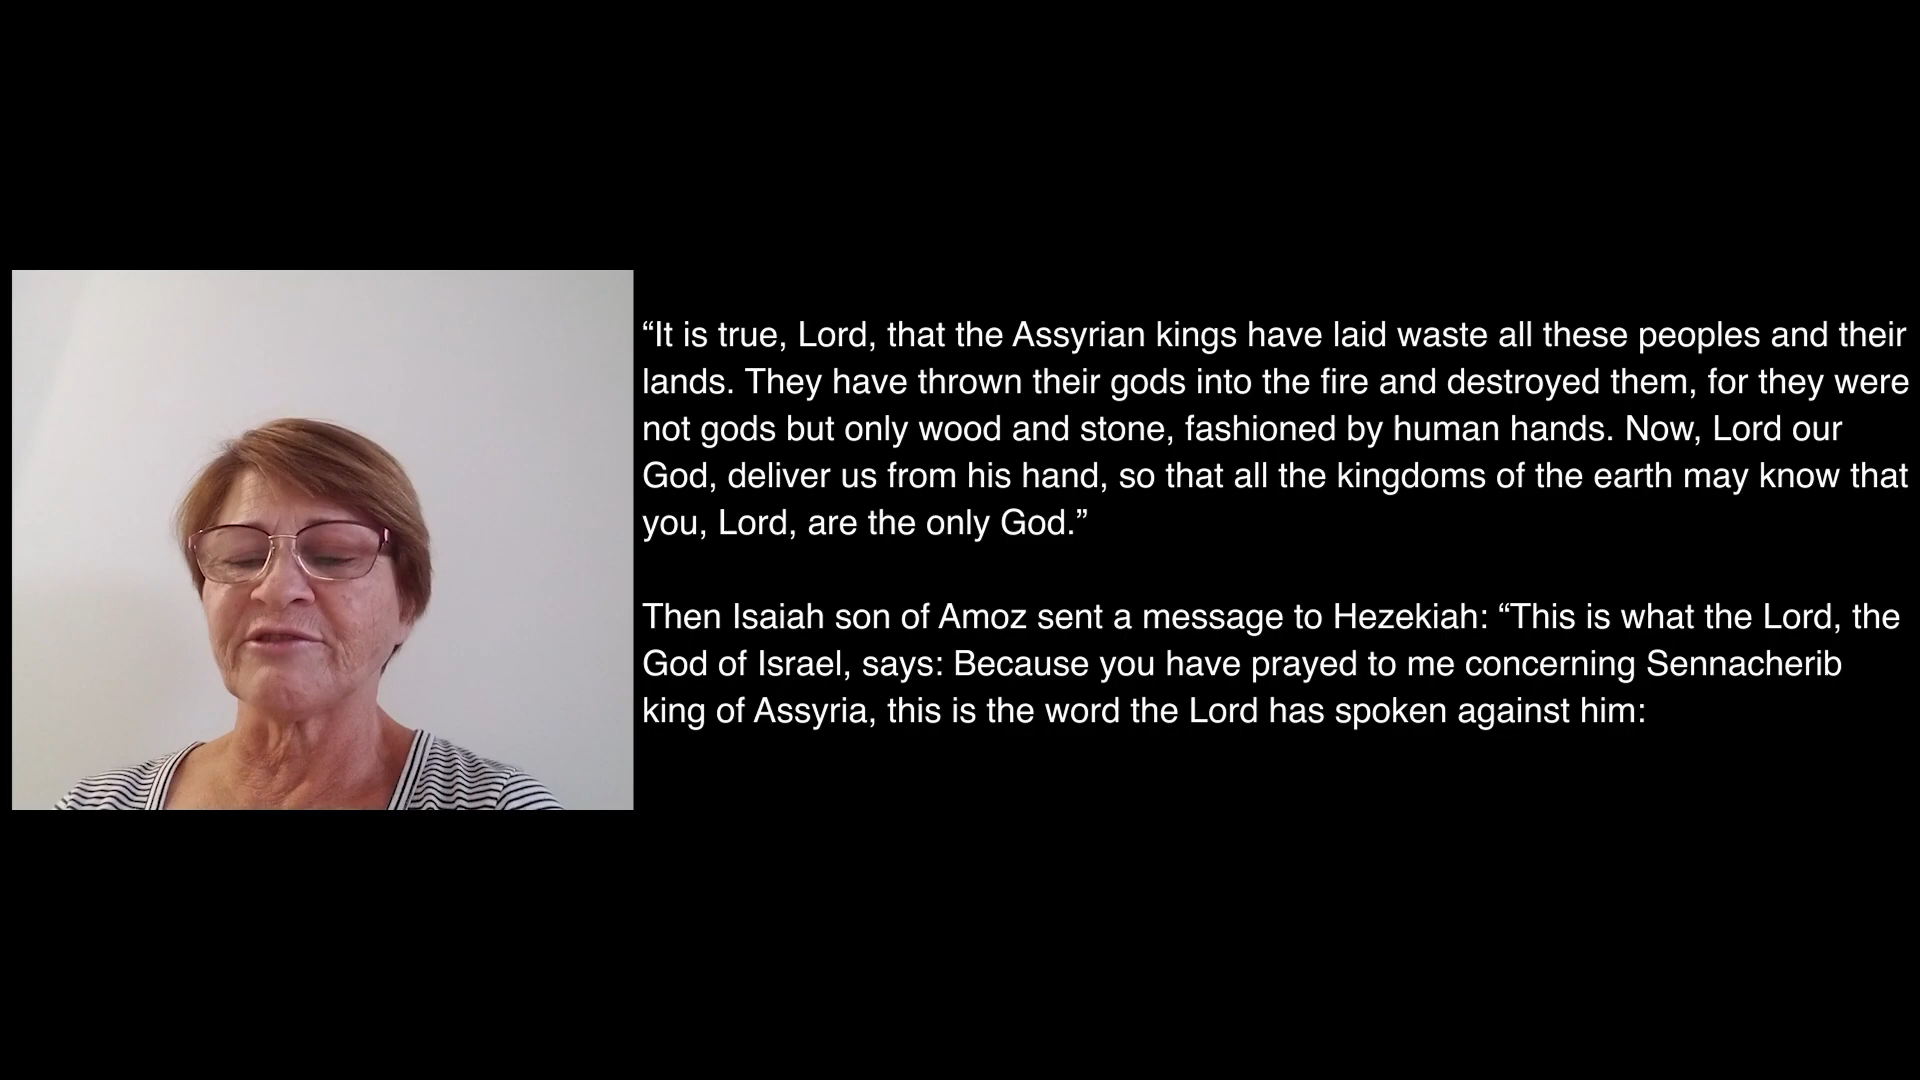 “It is true, Lord, that the Assyrian kings have laid waste all these peoples and their
lands. They have thrown their gods into the fire and destroyed them, for they were
not gods but only wood and stone, fashioned by human hands. Now, Lord our
God, deliver us from his hand, so that all the kingdoms of the earth may know that
you, Lord, are the only God.”
Then Isaiah son of Amoz sent a message to Hezekiah: “This is what the Lord, the
God of Israel, says: Because you have prayed to me concerning Sennacherib
king of Assyria, this is the word the Lord has spoken against him: